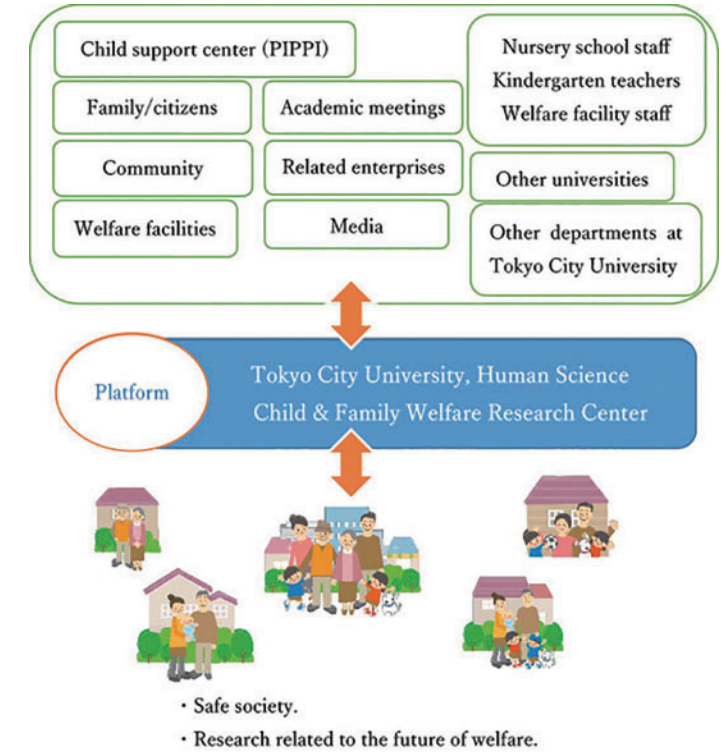 Child support center (PIPPI)
Family/citizens
Academic meetings
Community
Related enterprises
Welfare facilities
Media
Nursery school staff
Kindergarten teachers
Welfare facility staff
Other universities
Other departments at
Tokyo City University
Platform
Tokyo City University, Human Science
Child & Family Welfare Research Center
・Safe society.
・Research related to the future of welfare.